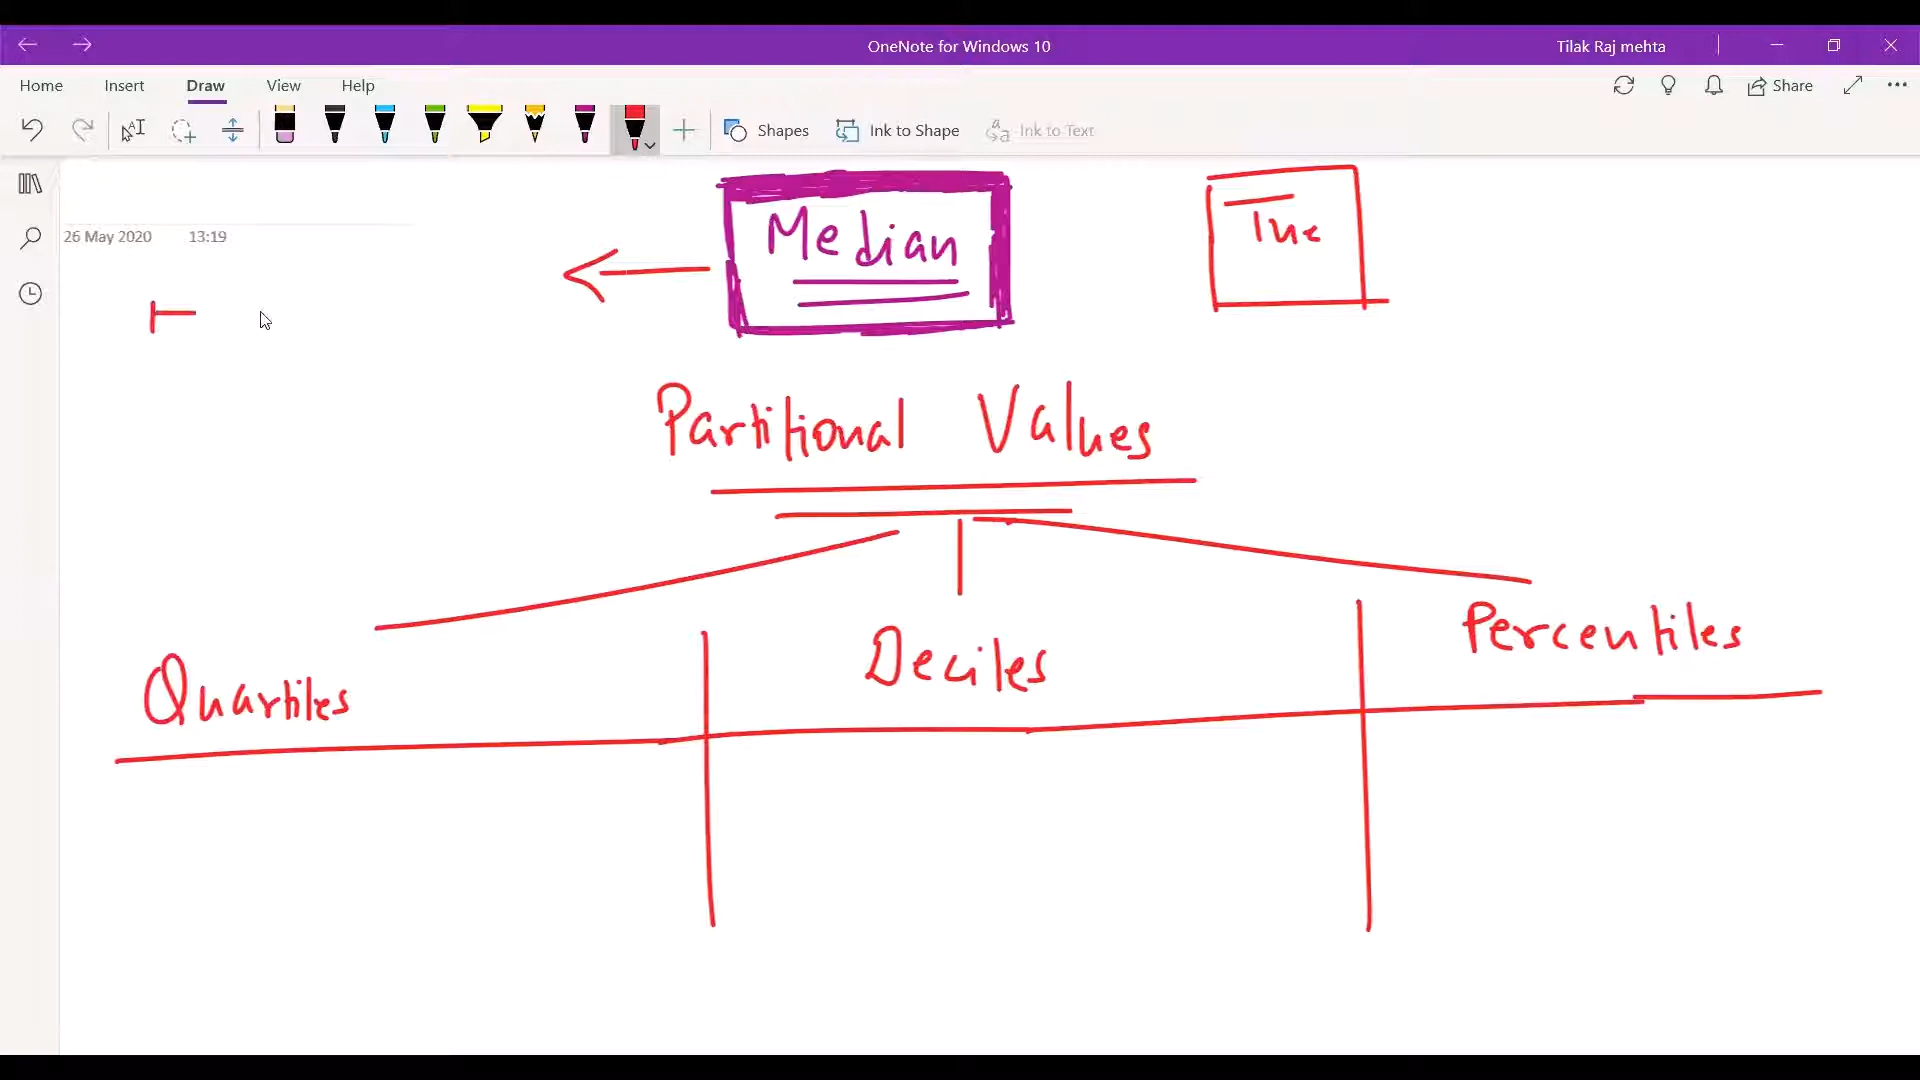 OneNote for Windows 10
Tilak Raj mehta
Home Insert Draw View Help
Share
Shapes Ink to Shape Ink to Text
26 May 2020 13:19
Median
Partitional Values
Quartiles
Deciles
Percentiles